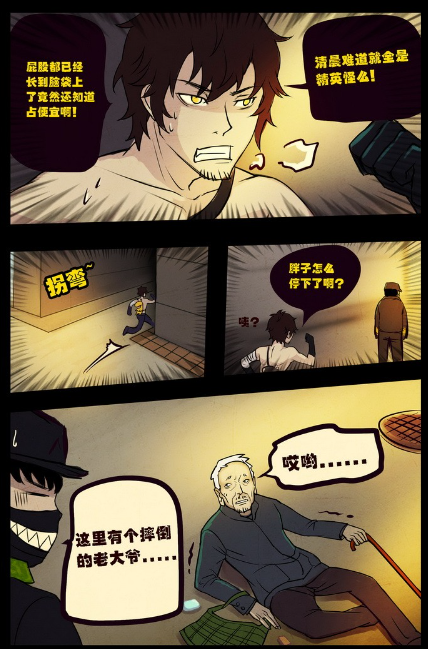 屁股都已经
长到脸袋上
了竟然还知道
占便宜啊！
清晨难道就全是
精英怪么！
拐弯~
胖子怎么
停下了啊？
咦？
哎哟......
这里有个摔倒
的老大爷.....